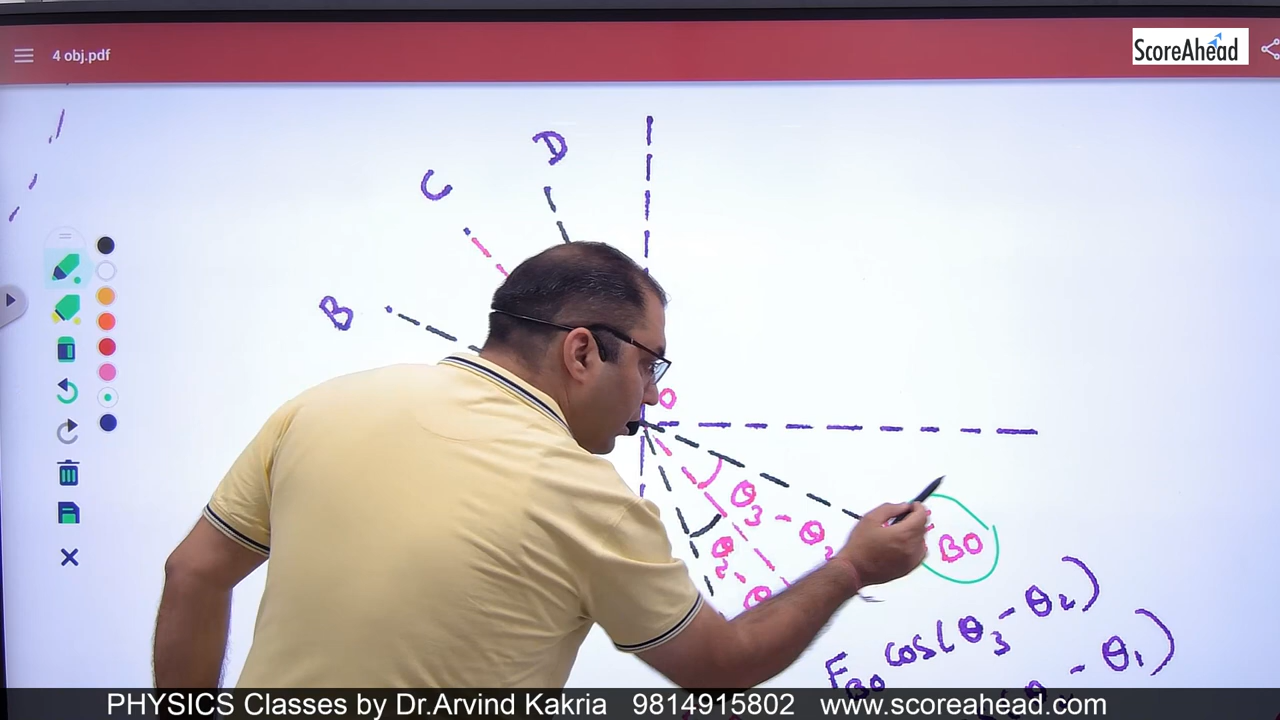 4 obj.pdf
ScoreAhead
D
C
B
O
θ3 - θ2
BO
θ2 -
FBO cos(θ3 - θ2)
- θ1)
PHYSICS Classes by Dr.Arvind Kakria 9814915802 www.scoreahead.com